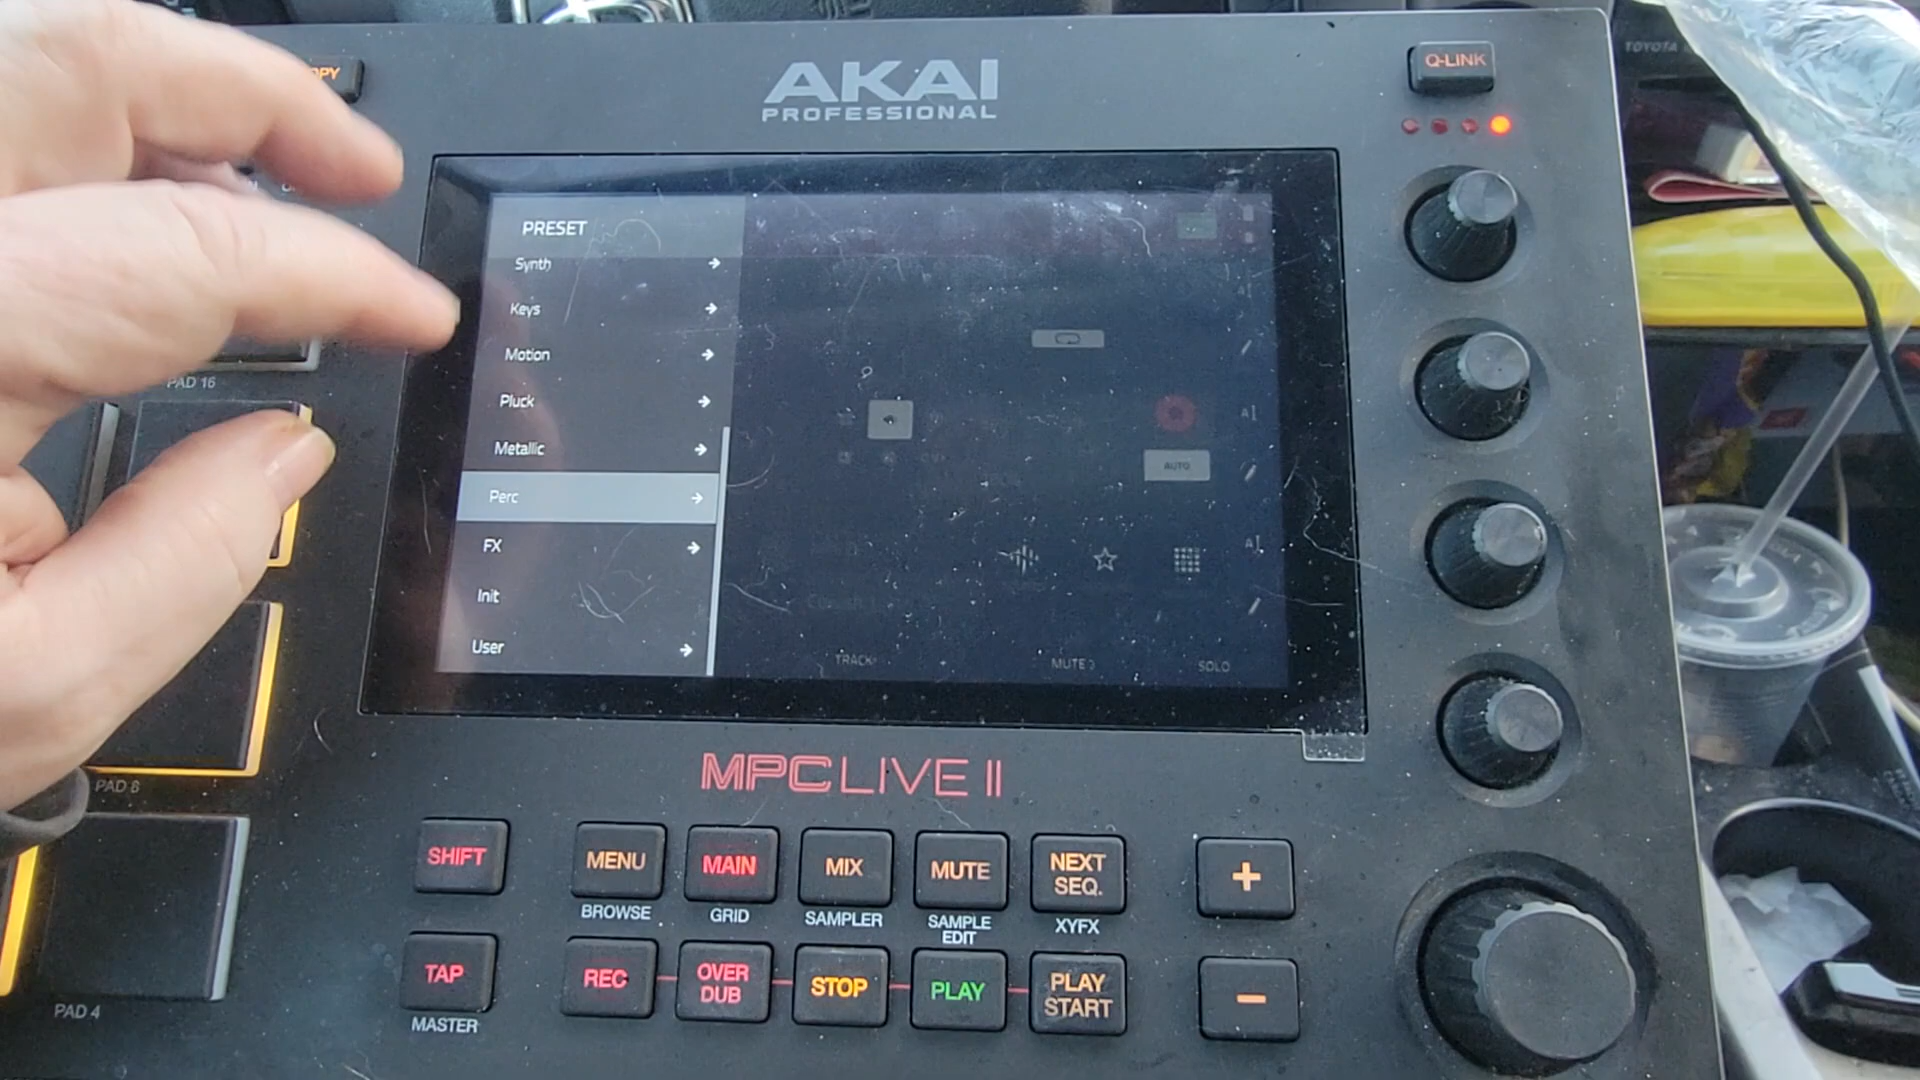 OPY
AKAI
PROFESSIONAL
Q-LINK
TOYOTA
PRESET
Synth
Keys
Motion
Pluck
Metallic
Perc
FX
Init
User
AUTO
TRACK
MUTE
SOLO
PAD 16
PAD 8
PAD 4
MPC LIVE II
SHIFT
MENU
MAIN
MIX
MUTE
NEXT
SEQ.
+
BROWSE
GRID
SAMPLER
SAMPLE
EDIT
XYFX
TAP
REC
OVER
DUB
STOP
PLAY
PLAY
START
−
MASTER